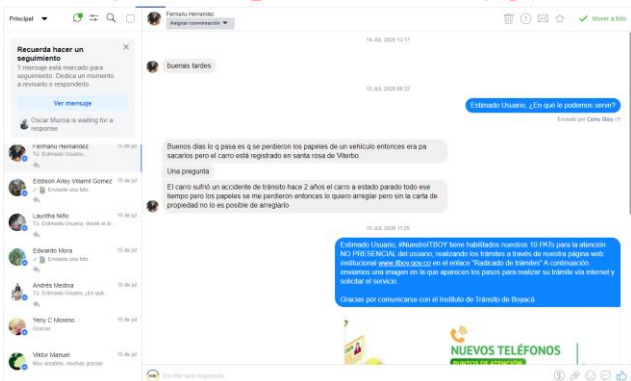 Principal
Recuerda hacer un
seguimiento
1 mensaje está marcado para
seguimiento. Dedica un momento
a revisarlo o responderlo.
Ver mensaje
Oscar Murcia is waiting for a
response
Fermanu Hernandez 15 de jul
Tú: Estimado Usuario,...
Eddison Arley Villamil Gomez 15 de jul
Enviaste una foto
Lauritha Niño 15 de jul
Tú: Estimado Usuario, desde el
Edwardo Mora 15 de jul
Enviaste una foto
Andrés Medina 15 de jul
Tú: Estimado Usuario ¿En qué...
Yeny C Moreno 15 de jul
Gracias
Viktor Manuel 15 de jul
Muy amables, muchas gracias
Fermanu Hernandez
Asignar conversación
Mover a listo
14 JUL 2020 13:17
buenas tardes
15 JUL 2020 09:22
Estimado Usuario, ¿En qué le podemos servir?
Enviado por Comu Itboy
Buenos días lo q pasa es q se perdieron los papeles de un vehículo entonces era pa
sacarlos pero el carro está registrado en santa rosa de Viterbo
Una pregunta
El carro sufrió un accidente de tránsito hace 2 años el carro a estado parado todo ese
tiempo pero los papeles se me perdieron entonces lo quiero arreglar pero sin la carta de
propiedad no lo es posible de arreglarlo
15 JUL 2020 11:25
Estimado Usuario, #NuestroITBOY tiene habilitados nuestros 10 PATs para la atención
NO PRESENCIAL del usuario, realizando los trámites a través de nuestra página web
institucional www.itboy.gov.co en el enlace "Radicado de trámites" A continuación
enviamos una imagen en la que aparecen los pasos para realizar su trámite vía internet y
solicitar el servicio.
Gracias por comunicarse con el Instituto de Tránsito de Boyacá
NUEVOS TELÉFONOS
PUNTOS DE ATENCIÓN
Escribe una respuesta...